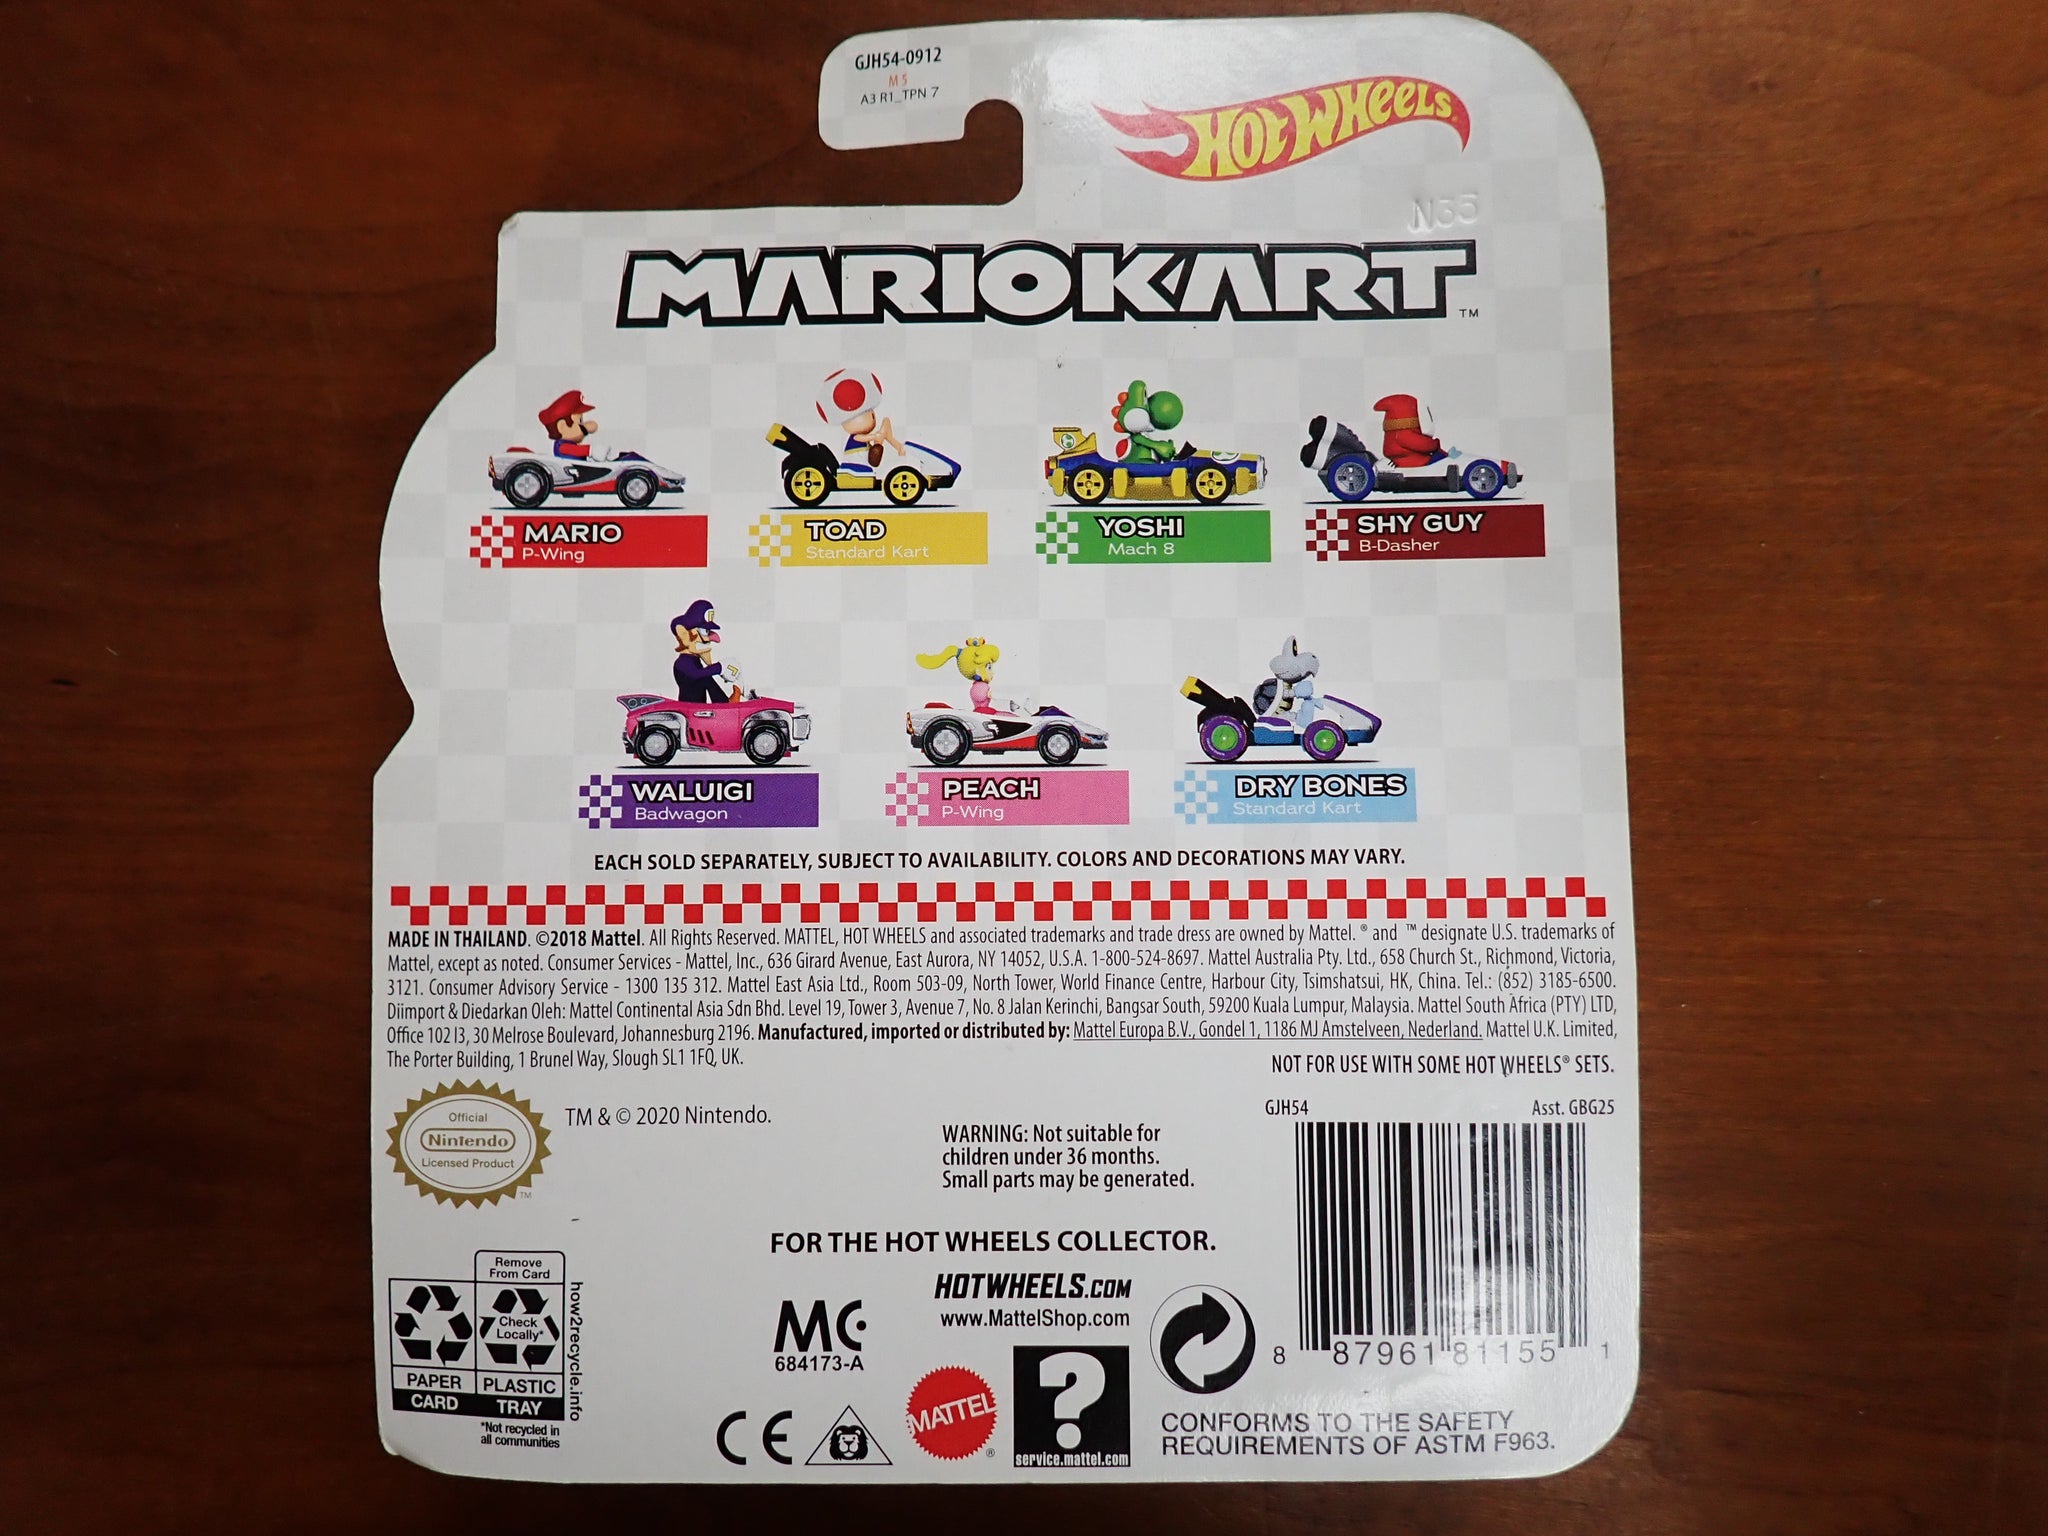 GJH54-0912
M 5
A3 R1_TPN 7
HOT WHEELS
N35
MARIOKART™
MARIO
P-Wing
TOAD
Standard Kart
YOSHI
Mach 8
SHY GUY
B-Dasher
WALUIGI
Badwagon
PEACH
P-Wing
DRY BONES
Standard Kart
EACH SOLD SEPARATELY, SUBJECT TO AVAILABILITY. COLORS AND DECORATIONS MAY VARY.
MADE IN THAILAND. ©2018 Mattel. All Rights Reserved. MATTEL, HOT WHEELS and associated trademarks and trade dress are owned by Mattel. ® and ™ designate U.S. trademarks of
Mattel, except as noted. Consumer Services - Mattel, Inc., 636 Girard Avenue, East Aurora, NY 14052, U.S.A. 1-800-524-8697. Mattel Australia Pty. Ltd., 658 Church St., Richmond, Victoria,
3121. Consumer Advisory Service - 1300 135 312. Mattel East Asia Ltd., Room 503-09, North Tower, World Finance Centre, Harbour City, Tsimshatsui, HK, China. Tel.: (852) 3185-6500.
Diimport & Diedarkan Oleh: Mattel Continental Asia Sdn Bhd. Level 19, Tower 3, Avenue 7, No. 8 Jalan Kerinchi, Bangsar South, 59200 Kuala Lumpur, Malaysia. Mattel South Africa (PTY) LTD,
Office 102 I3, 30 Melrose Boulevard, Johannesburg 2196. Manufactured, imported or distributed by: Mattel Europa B.V., Gondel 1, 1186 MJ Amstelveen, Nederland. Mattel U.K. Limited,
The Porter Building, 1 Brunel Way, Slough SL1 1FQ, UK.
NOT FOR USE WITH SOME HOT WHEELS® SETS.
Official
Nintendo
Licensed Product
™
TM & © 2020 Nintendo.
WARNING: Not suitable for
children under 36 months.
Small parts may be generated.
GJH54
Asst. GBG25
8 87961 81155 1
FOR THE HOT WHEELS COLLECTOR.
HOTWHEELS.COM
www.MattelShop.com
Remove
From Card
Check
Locally*
PAPER
CARD
PLASTIC
TRAY
*Not recycled in
all communities
how2recycle.info
MC
684173-A
CE
MATTEL
®
?
service.mattel.com
CONFORMS TO THE SAFETY
REQUIREMENTS OF ASTM F963.